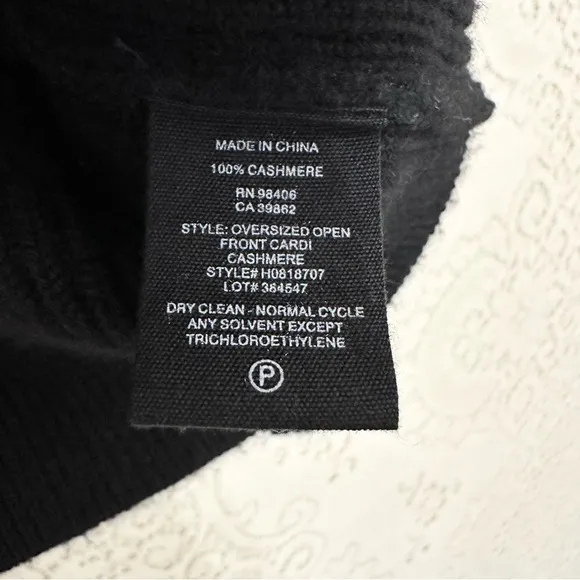 MADE IN CHINA
100% CASHMERE
RN 98406
CA 39862
STYLE: OVERSIZED OPEN
FRONT CARDI
CASHMERE
STYLE# H0818707
LOT# 384547
DRY CLEAN - NORMAL CYCLE
ANY SOLVENT EXCEPT
TRICHLOROETHYLENE
P